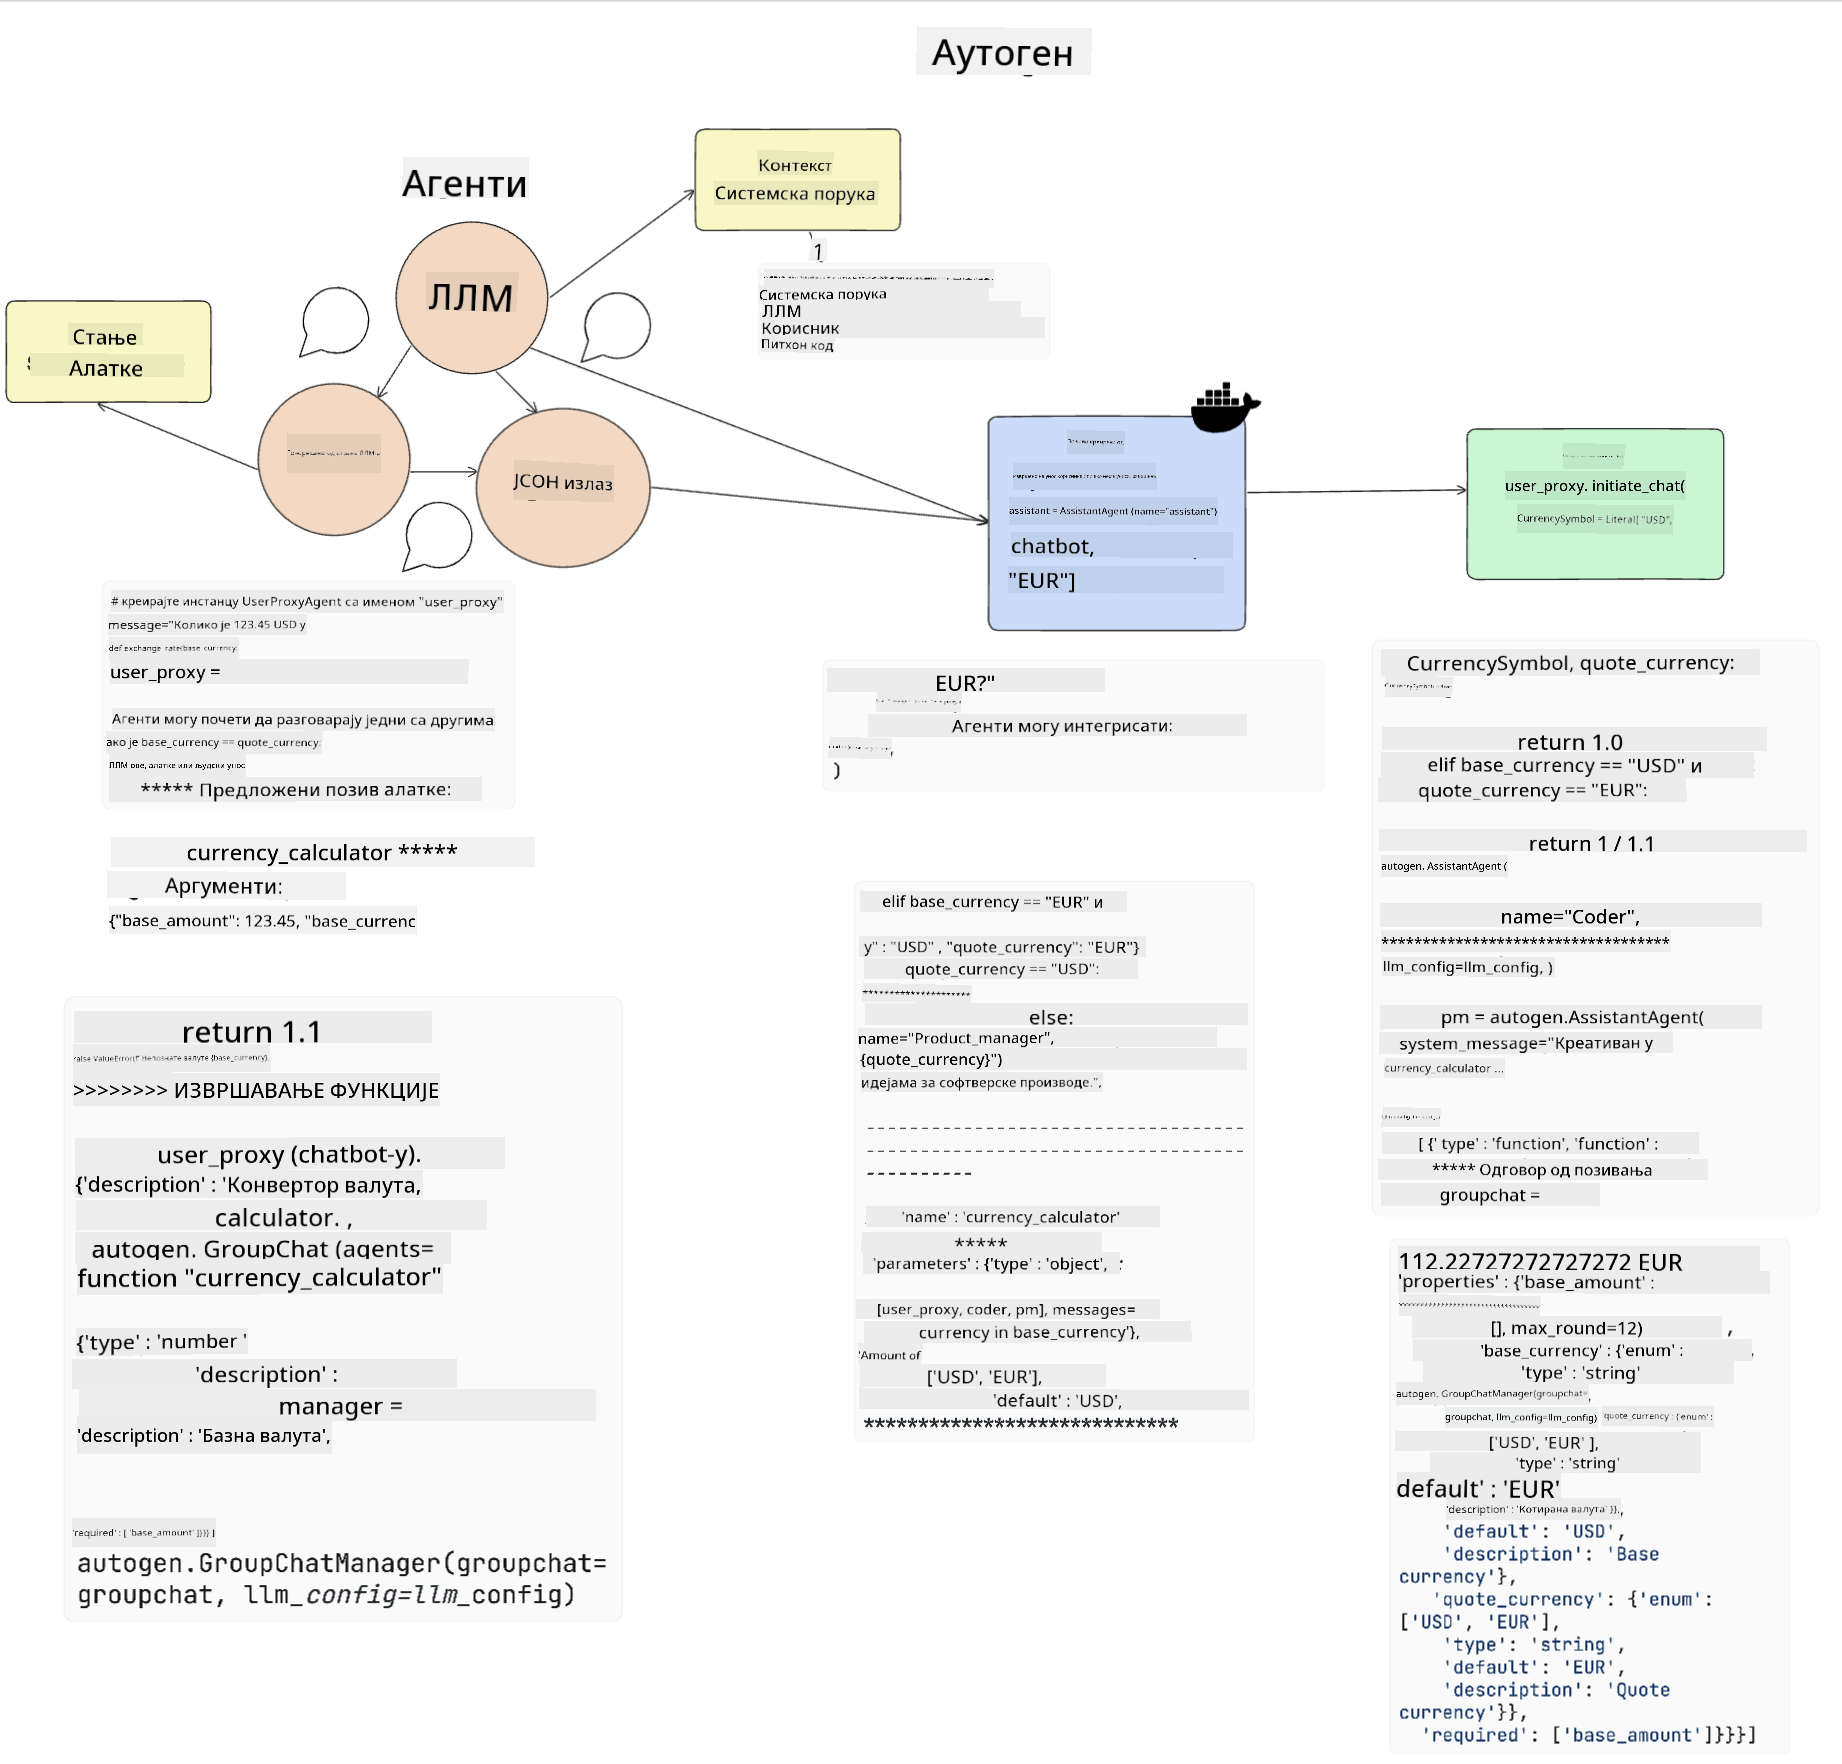 Аутоген
Агенти
Контекст
Системска порука
1
Системска порука
ЛЛМ
Корисник
Питхон код
ЛЛМ
Стање
Алатке
ЈСОН излаз
assistant = AssistantAgent (name="assistant")
chatbot,
"EUR"]
user_proxy. initiate_chat(
CurrencySymbol = Literal[ "USD",
# креирајте инстанцу UserProxyAgent са именом "user_proxy"
message="Колико је 123.45 USD у
def exchange_rate(base_currency:
user_proxy =
Агенти могу почети да разговарају једни са другима
ако је base_currency == quote_currency:
ЛЛМ ове, алатке или људски унос
***** Предложени позив алатке:
currency_calculator *****
Аргументи:
{"base_amount": 123.45, "base_currenc
return 1.1
raise ValueError(f" Непознате валуте {base_currency},
>>>>>>>> ИЗВРШАВАЊЕ ФУНКЦИЈЕ
user_proxy (chatbot-у).
{'description' : 'Конвертор валута,
calculator. ,
autogen. GroupChat (agents=
function "currency_calculator"
{'type' : 'number '
'description' :
manager =
'description' : 'Базна валута',
'required' : [ 'base_amount' ]}}} ]
autogen.GroupChatManager(groupchat=
groupchat, llm_config=llm_config)
EUR?"
Агенти могу интегрисати:
)
elif base_currency == "EUR" и
y" : "USD" , "quote_currency": "EUR"}
quote_currency == "USD":
********************
else:
name="Product_manager",
{quote_currency}")
идејама за софтверске производе.",
---------------------------------
---------------------------------
----------
'name' : 'currency_calculator'
*****
'parameters' : {'type' : 'object',
[user_proxy, coder, pm], messages=
currency in base_currency'},
'Amount of
['USD', 'EUR'],
'default' : 'USD',
*****************************
CurrencySymbol, quote_currency:
return 1.0
elif base_currency == "USD" и
quote_currency == "EUR":
return 1 / 1.1
autogen. AssistantAgent (
name="Coder",
***********************************
llm_config=llm_config, )
pm = autogen.AssistantAgent(
system_message="Креативан у
currency_calculator ...
[ {' type' : 'function', 'function' :
***** Одговор од позивања
groupchat =
112.22727272727272 EUR
'properties' : {'base_amount' :
[], max_round=12) ,
'base_currency' : {'enum' :
'type' : 'string'
autogen. GroupChatManager(groupchat=,
groupchat, llm_config=llm_config) 'quote_currency' : {'enum' :
['USD', 'EUR' ],
'type' : 'string'
default' : 'EUR'
'description' : 'Котирана валута' }},
'default': 'USD',
'description': 'Base
currency'},
'quote_currency': {'enum':
['USD', 'EUR'],
'type': 'string',
'default': 'EUR',
'description': 'Quote
currency'}},
'required': ['base_amount']}}}]